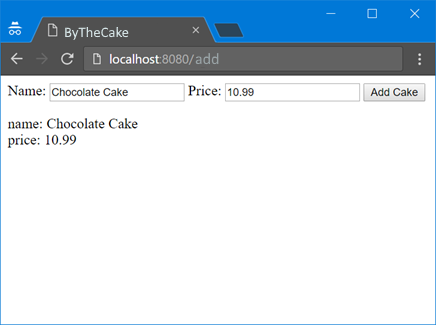 ByTheCake
localhost:8080/add
Name: Chocolate Cake Price: 10.99 Add Cake
name: Chocolate Cake
price: 10.99